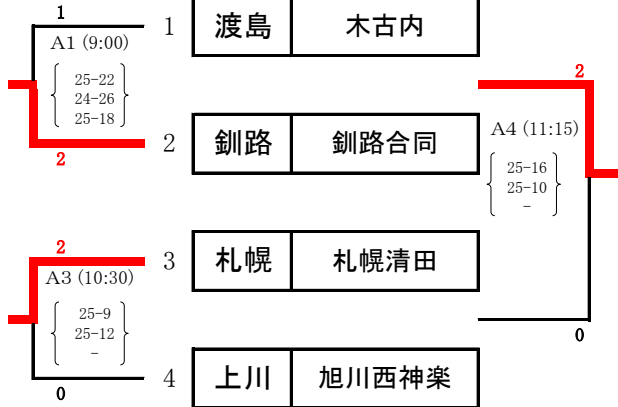 1
A1 (9:00)
25-22
24-26
25-18
2
1 渡島 木古内
2 釧路 釧路合同
2
A3 (10:30)
25-9
25-12
-
0
3 札幌 札幌清田
4 上川 旭川西神楽
2
A4 (11:15)
25-16
25-10
-
0